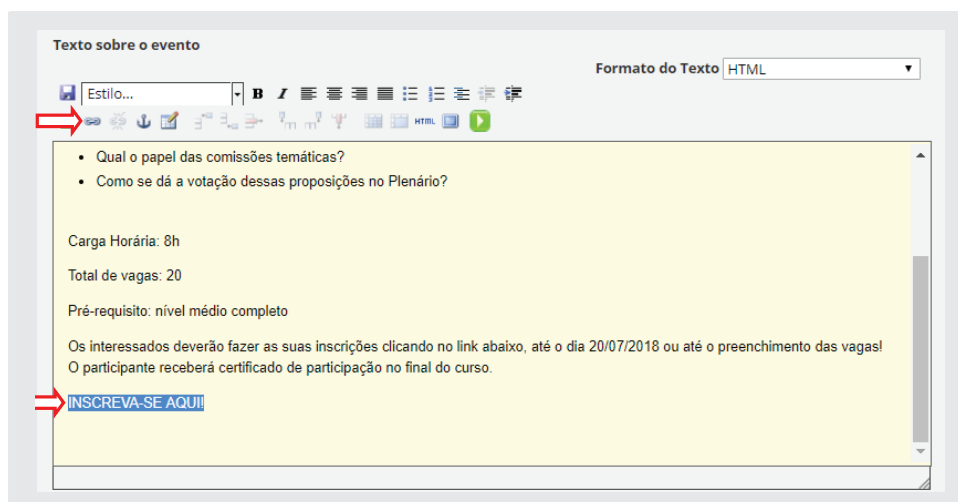 Texto sobre o evento
Formato do Texto HTML
Estilo...
B I
HTML
• Qual o papel das comissões temáticas?
• Como se dá a votação dessas proposições no Plenário?
Carga Horária: 8h
Total de vagas: 20
Pré-requisito: nível médio completo
Os interessados deverão fazer as suas inscrições clicando no link abaixo, até o dia 20/07/2018 ou até o preenchimento das vagas!
O participante receberá certificado de participação no final do curso.
INSCREVA-SE AQUI!